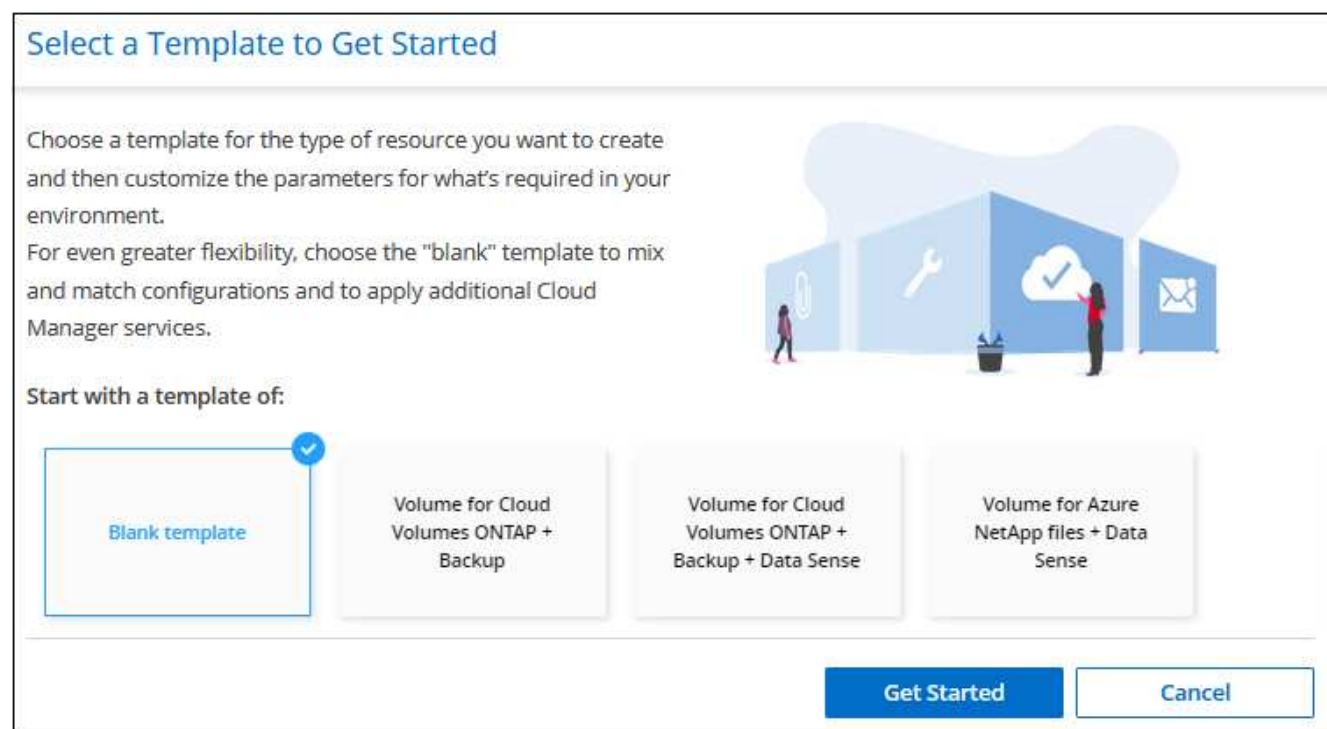 Select a Template to Get Started
Choose a template for the type of resource you want to create
and then customize the parameters for what's required in your
environment.
For even greater flexibility, choose the "blank" template to mix
and match configurations and to apply additional Cloud
Manager services.
Start with a template of:
Blank template
Volume for Cloud
Volumes ONTAP +
Backup
Volume for Cloud
Volumes ONTAP +
Backup + Data Sense
Volume for Azure
NetApp files + Data
Sense
Get Started
Cancel